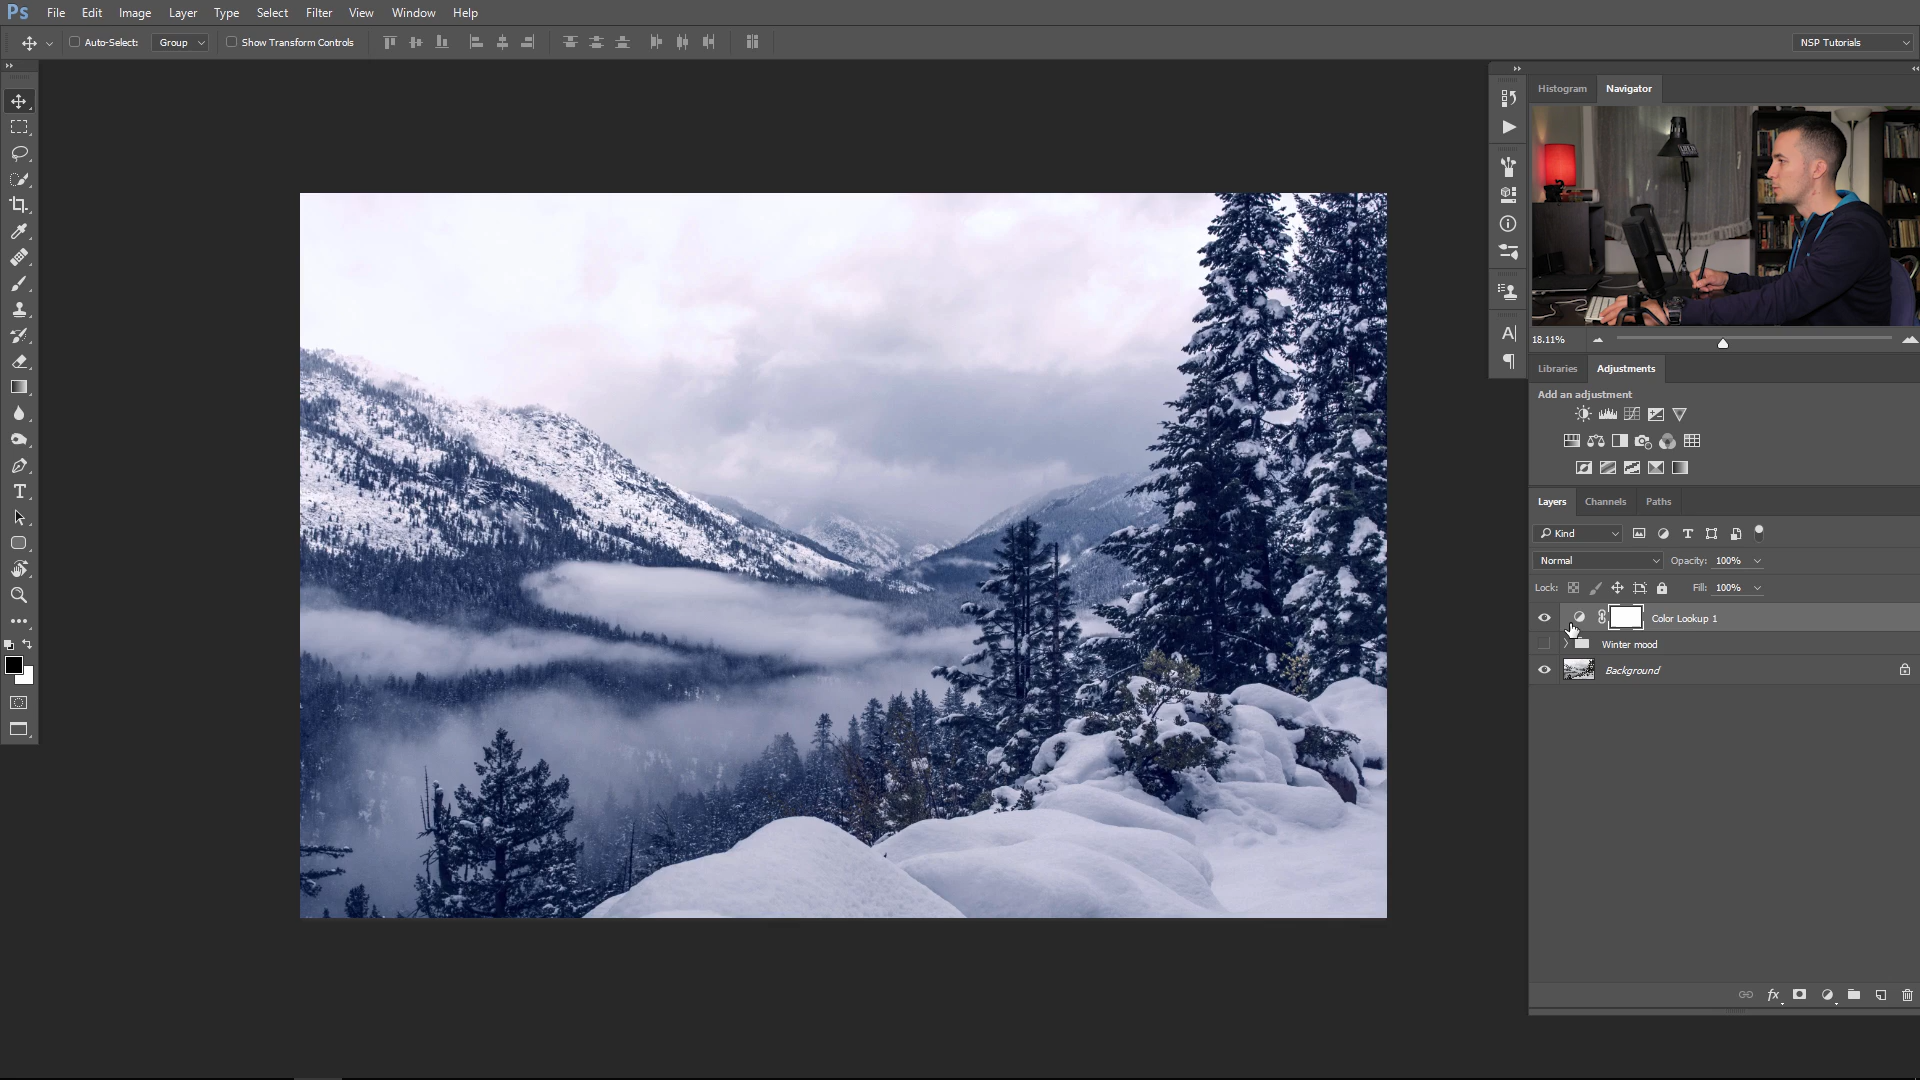 Ps File Edit Image Layer Type Select Filter View Window Help
Auto-Select: Group Show Transform Controls NSP Tutorials
Histogram Navigator
18.11%
Libraries Adjustments
Add an adjustment
Layers Channels Paths
Kind
Normal Opacity: 100%
Lock: Fill: 100%
Color Lookup 1
Winter mood
Background